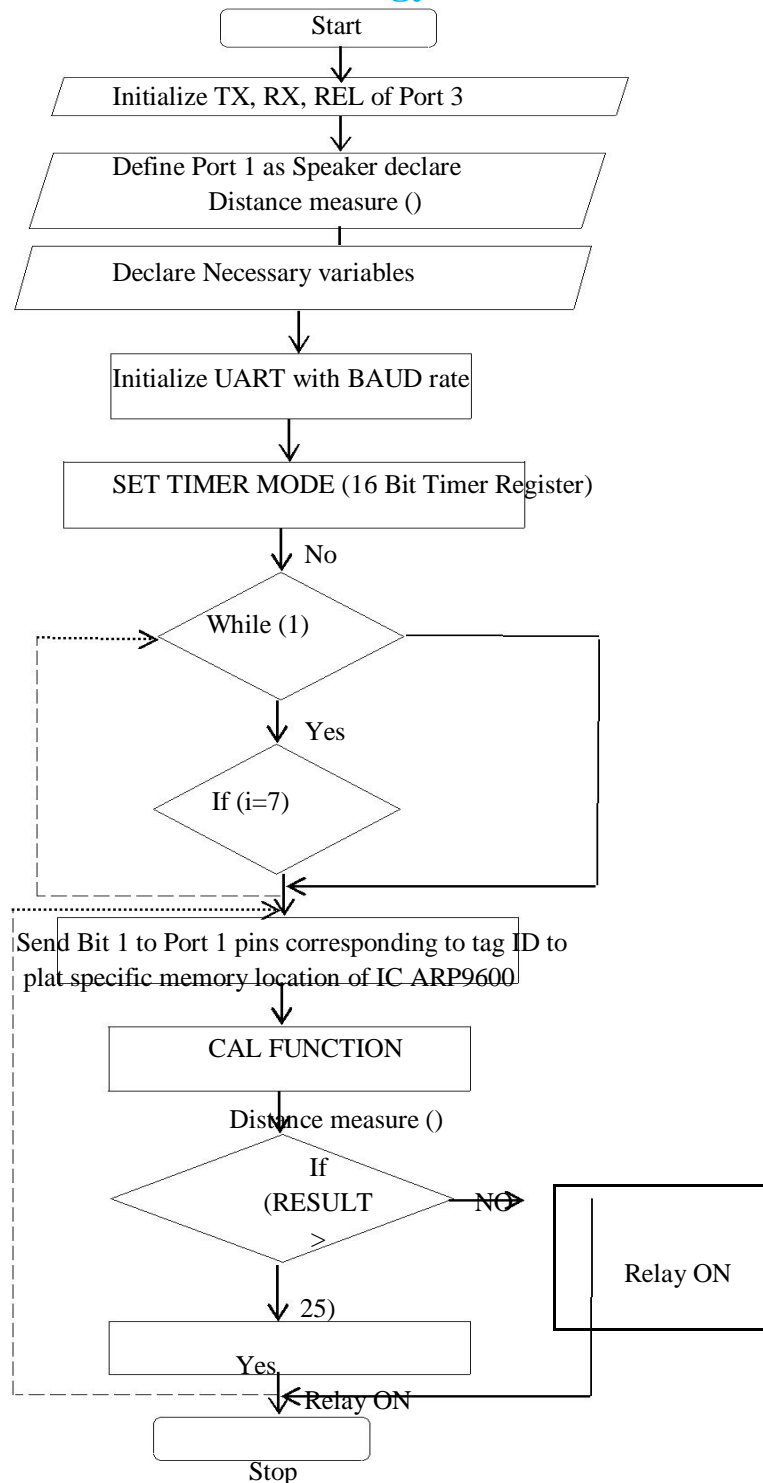 Start
Initialize TX, RX, REL of Port 3
Define Port 1 as Speaker declare
Distance measure ()
Declare Necessary variables
Initialize UART with BAUD rate
SET TIMER MODE (16 Bit Timer Register)
No
While (1)
Yes
If (i=7)
Send Bit 1 to Port 1 pins corresponding to tag ID to
plat specific memory location of IC ARP9600
CAL FUNCTION
Distance measure ()
If
(RESULT
>
NO
Relay ON
25)
Yes
Relay ON
Stop